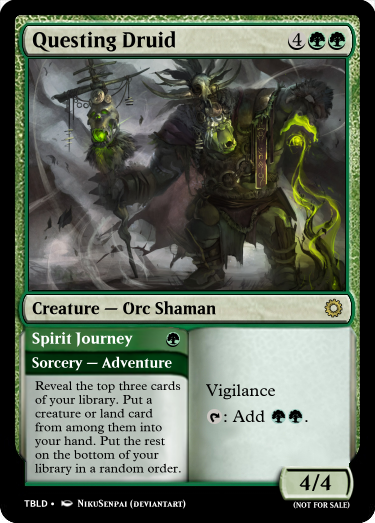 Questing Druid 4
Creature — Orc Shaman
Spirit Journey
Sorcery — Adventure
Reveal the top three cards
of your library. Put a
creature or land card
from among them into
your hand. Put the rest
on the bottom of your
library in a random order.
Vigilance
: Add .
4/4
TBLD • NikuSenpai (deviantart)
(NOT FOR SALE)